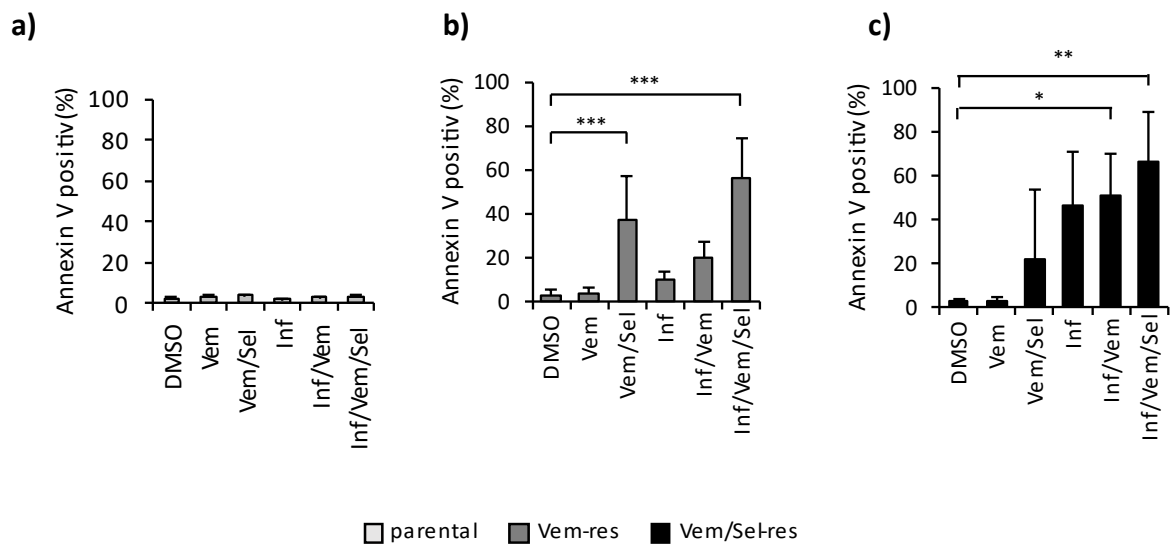 a)
Annexin V positiv (%)
100
80
60
40
20
0
DMSO
Vem
Vem/Sel
Inf
Inf/Vem
Inf/Vem/Sel
b)
Annexin V positiv (%)
100
80
60
40
20
0
***
***
DMSO
Vem
Vem/Sel
Inf
Inf/Vem
Inf/Vem/Sel
c)
Annexin V positiv (%)
100
80
60
40
20
0
**
*
DMSO
Vem
Vem/Sel
Inf
Inf/Vem
Inf/Vem/Sel
parental Vem-res Vem/Sel-res